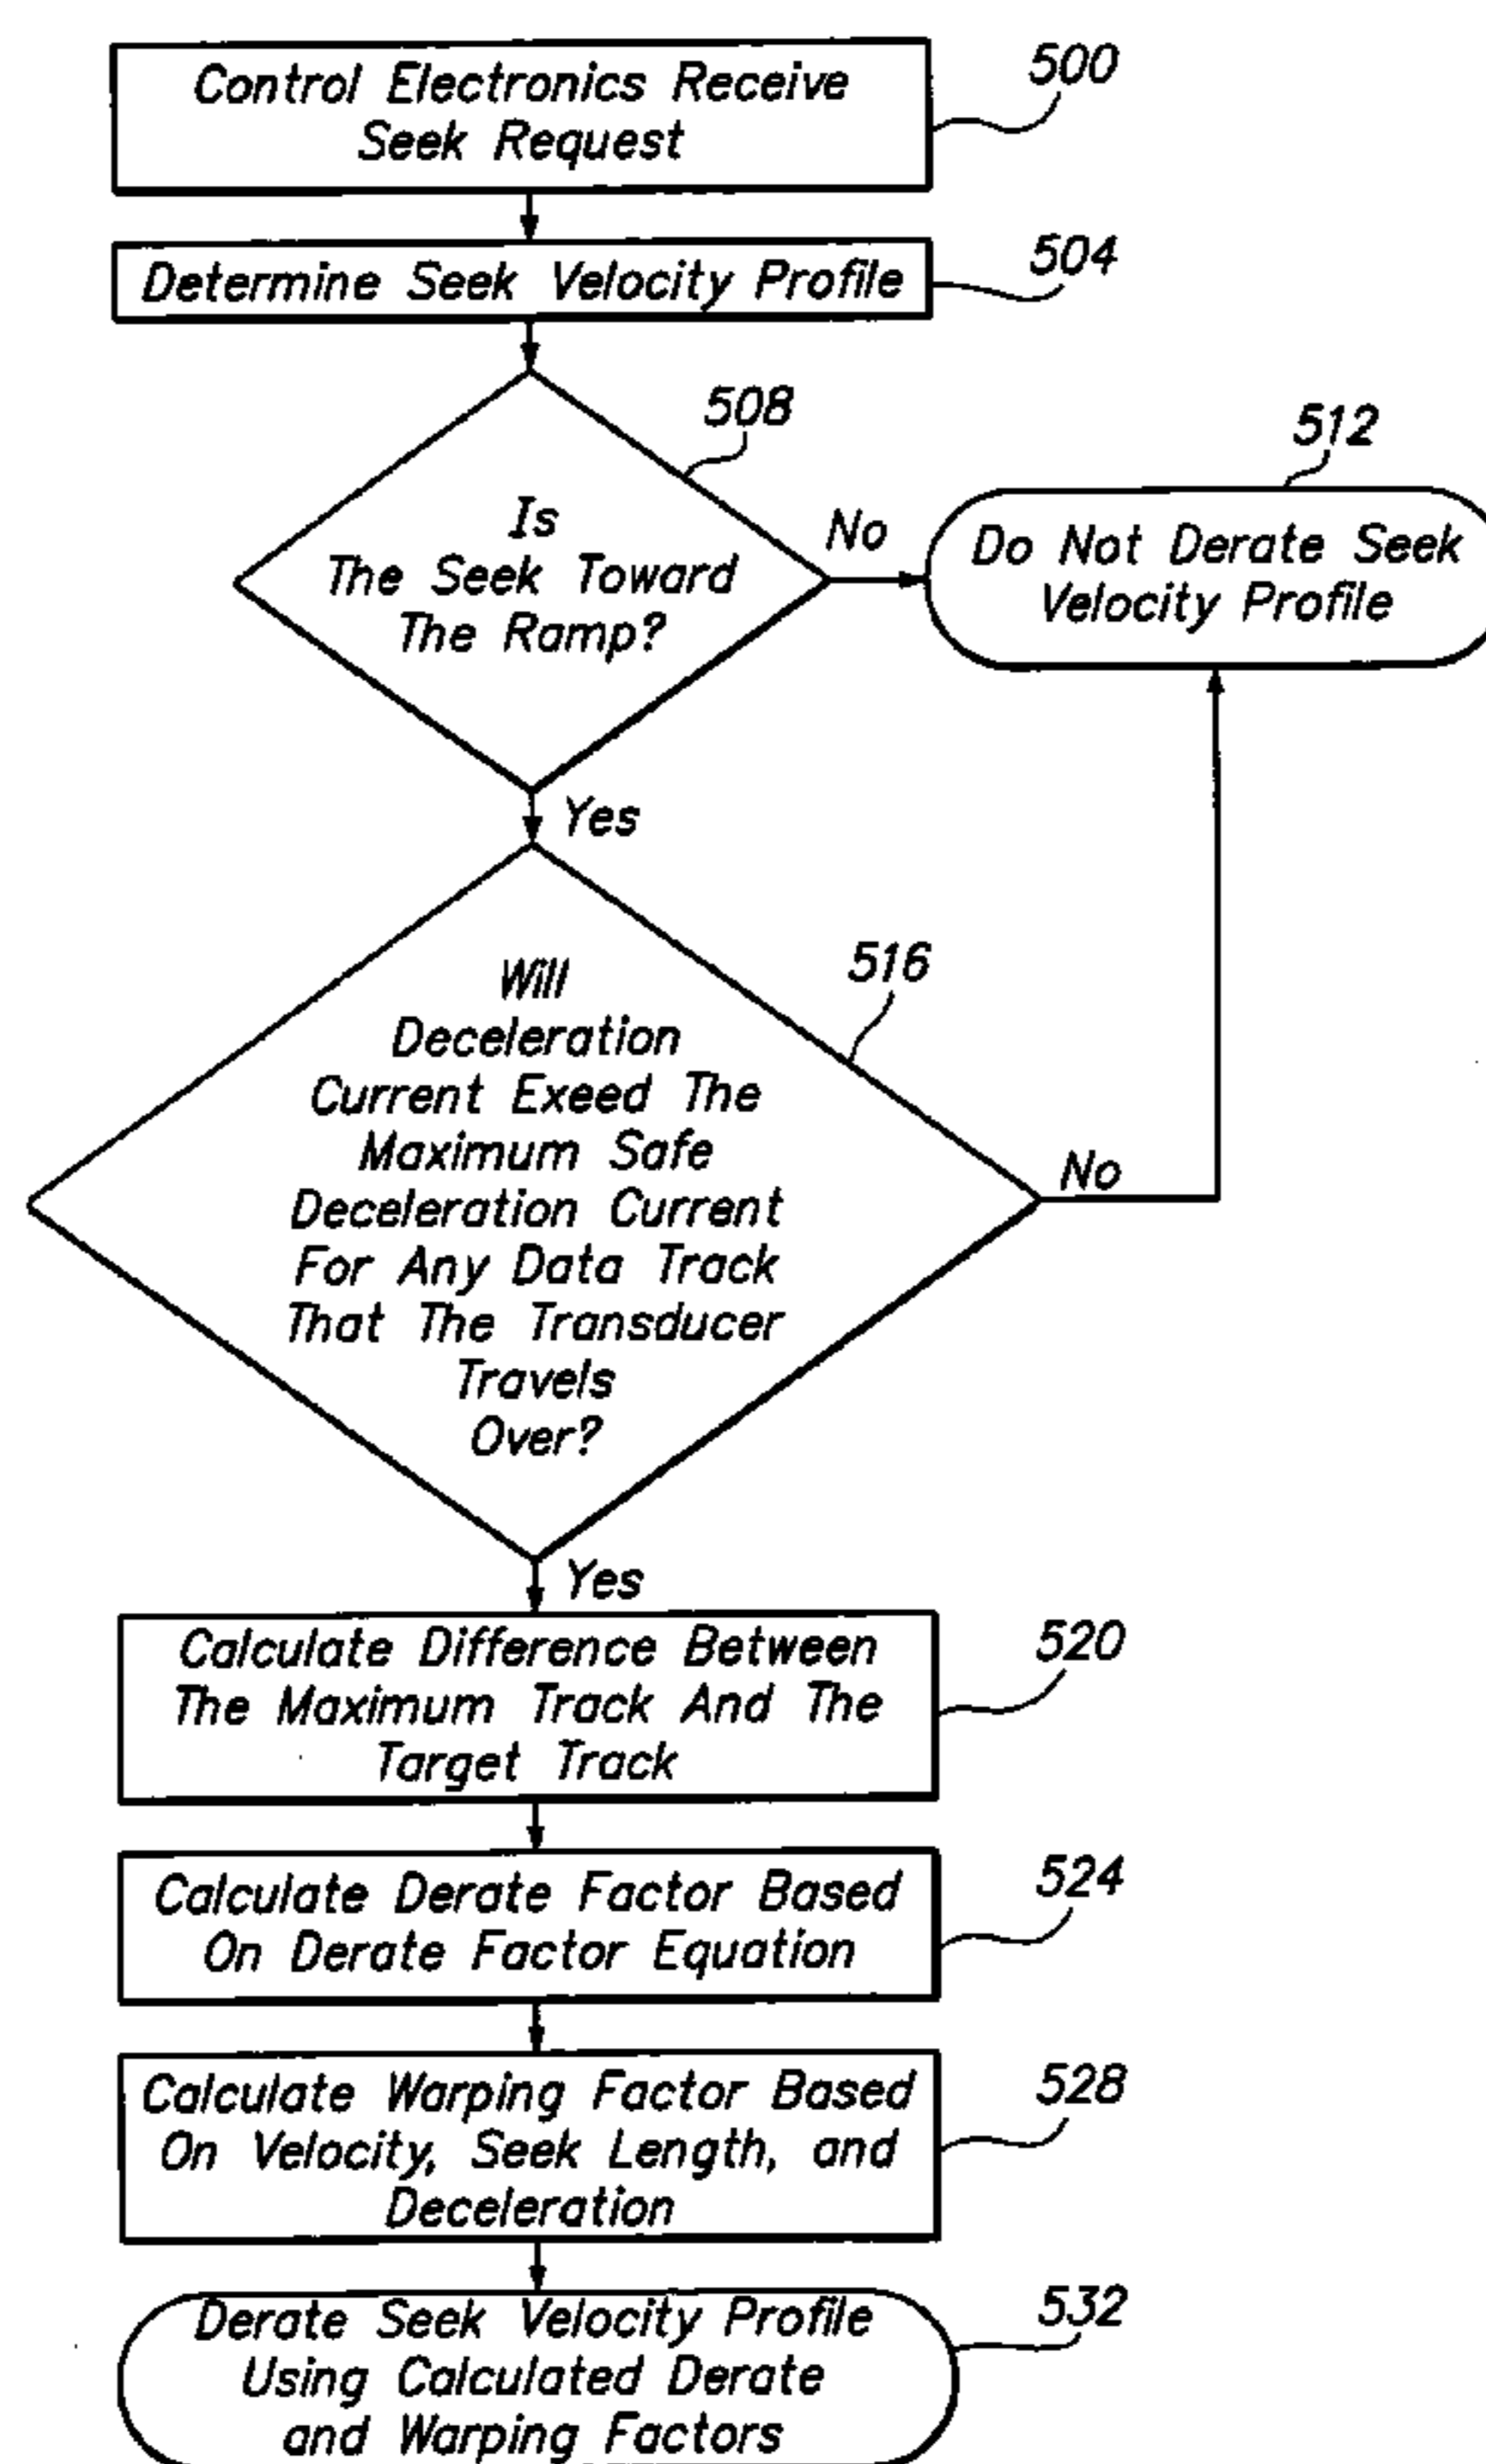 Control Electronics Receive
Seek Request
500
Determine Seek Velocity Profile
504
508
Is
The Seek Toward
The Ramp?
No
512
Do Not Derate Seek
Velocity Profile
Yes
516
Will
Deceleration
Current Exeed The
Maximum Safe
Deceleration Current
For Any Data Track
That The Transducer
Travels
Over?
No
Yes
Calculate Difference Between
The Maximum Track And The
Target Track
520
Calculate Derate Factor Based
On Derate Factor Equation
524
Calculate Warping Factor Based
On Velocity, Seek Length, and
Deceleration
528
Derate Seek Velocity Profile
Using Calculated Derate
and Warping Factors
532